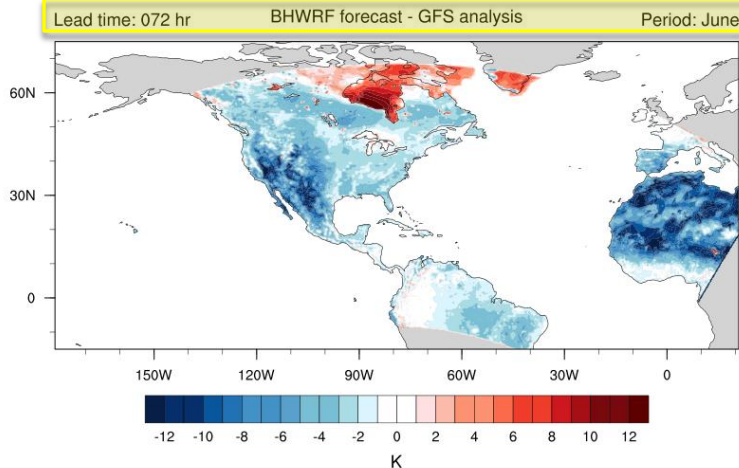 Lead time: 072 hr BHWRF forecast - GFS analysis Period: June
60N
30N
0
150W 120W 90W 60W 30W 0
-12 -10 -8 -6 -4 -2 0 2 4 6 8 10 12
K